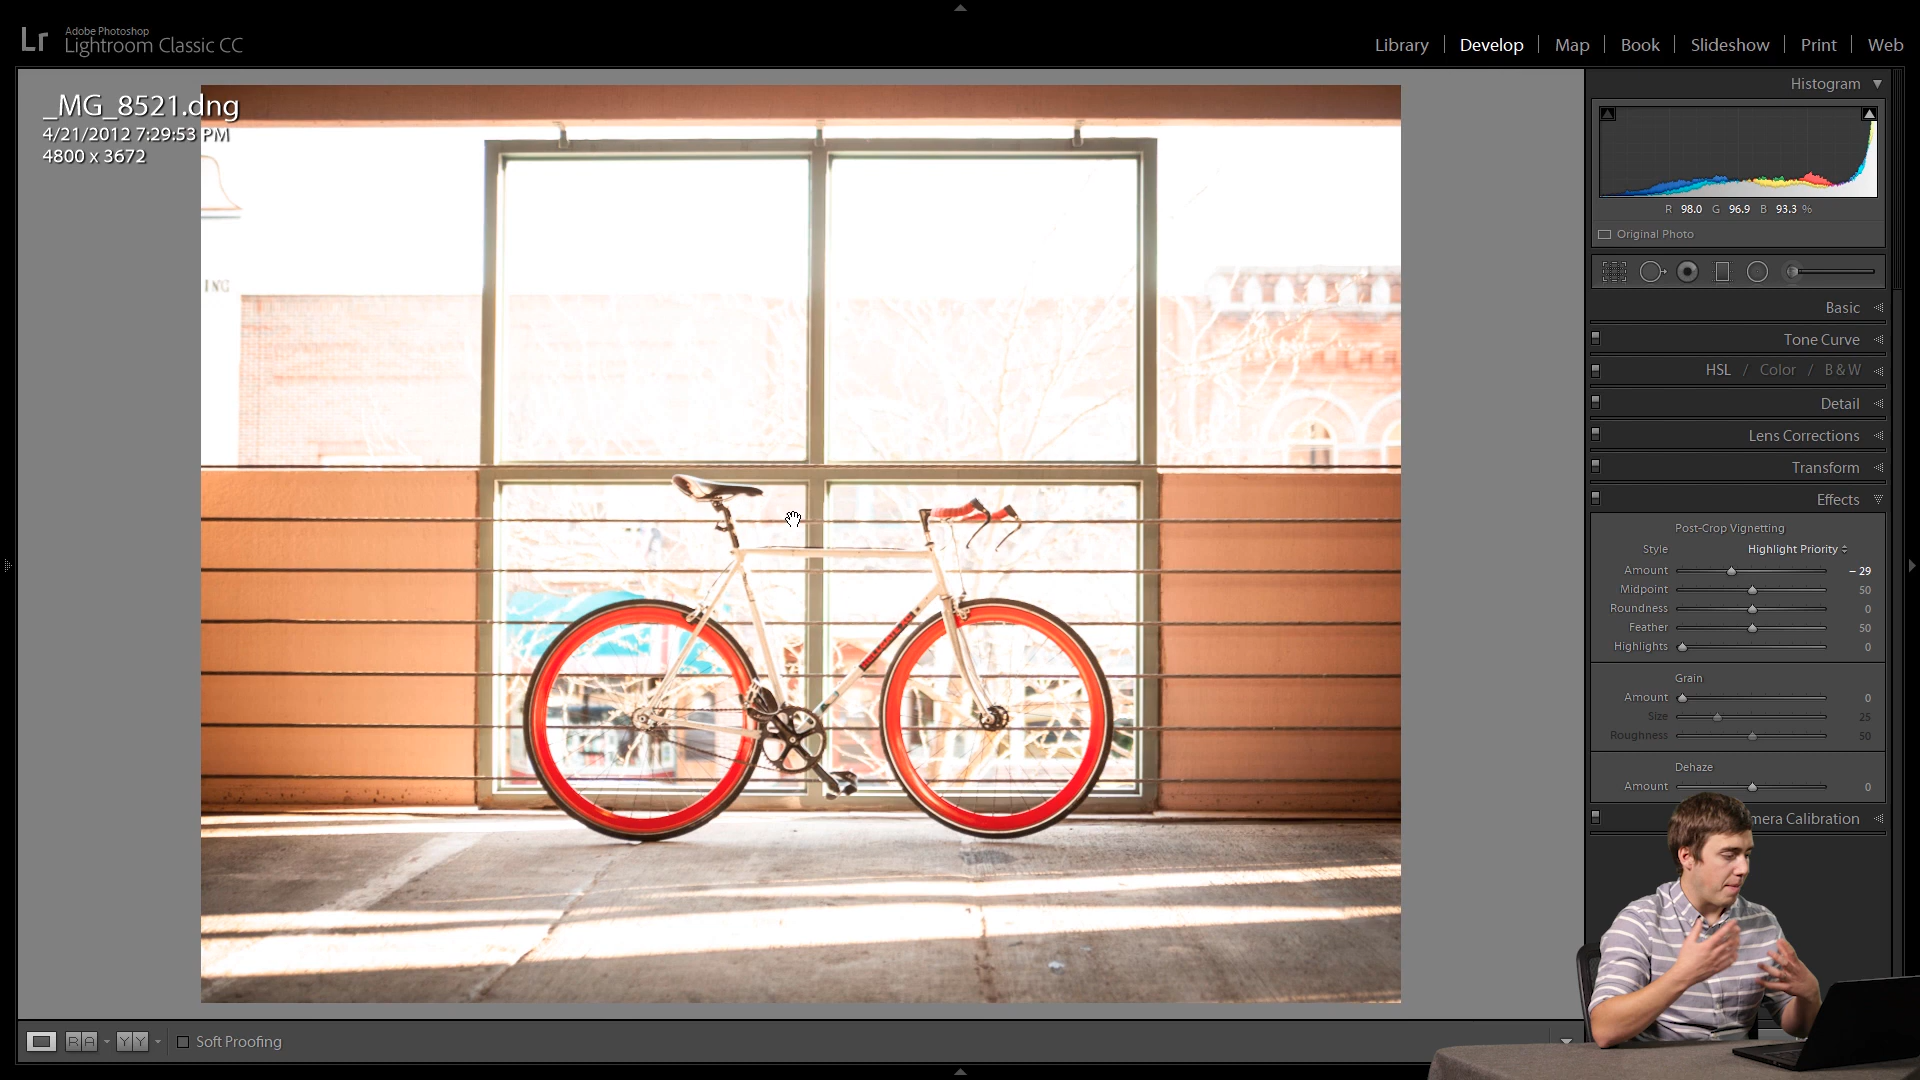 Lr Adobe Photoshop
Lightroom Classic CC
Library | Develop | Map | Book | Slideshow | Print | Web
_MG_8521.dng
4/21/2012 7:29:53 PM
4800 x 3672
ING
Histogram
R 98.0 G 96.9 B 93.3 %
Original Photo
Basic
Tone Curve
HSL / Color / B & W
Detail
Lens Corrections
Transform
Effects
Post-Crop Vignetting
Style Highlight Priority
Amount – 29
Midpoint 50
Roundness 0
Feather 50
Highlights 0
Grain
Amount 0
Size 25
Roughness 50
Dehaze
Amount 0
mera Calibration
R A Y Y Soft Proofing